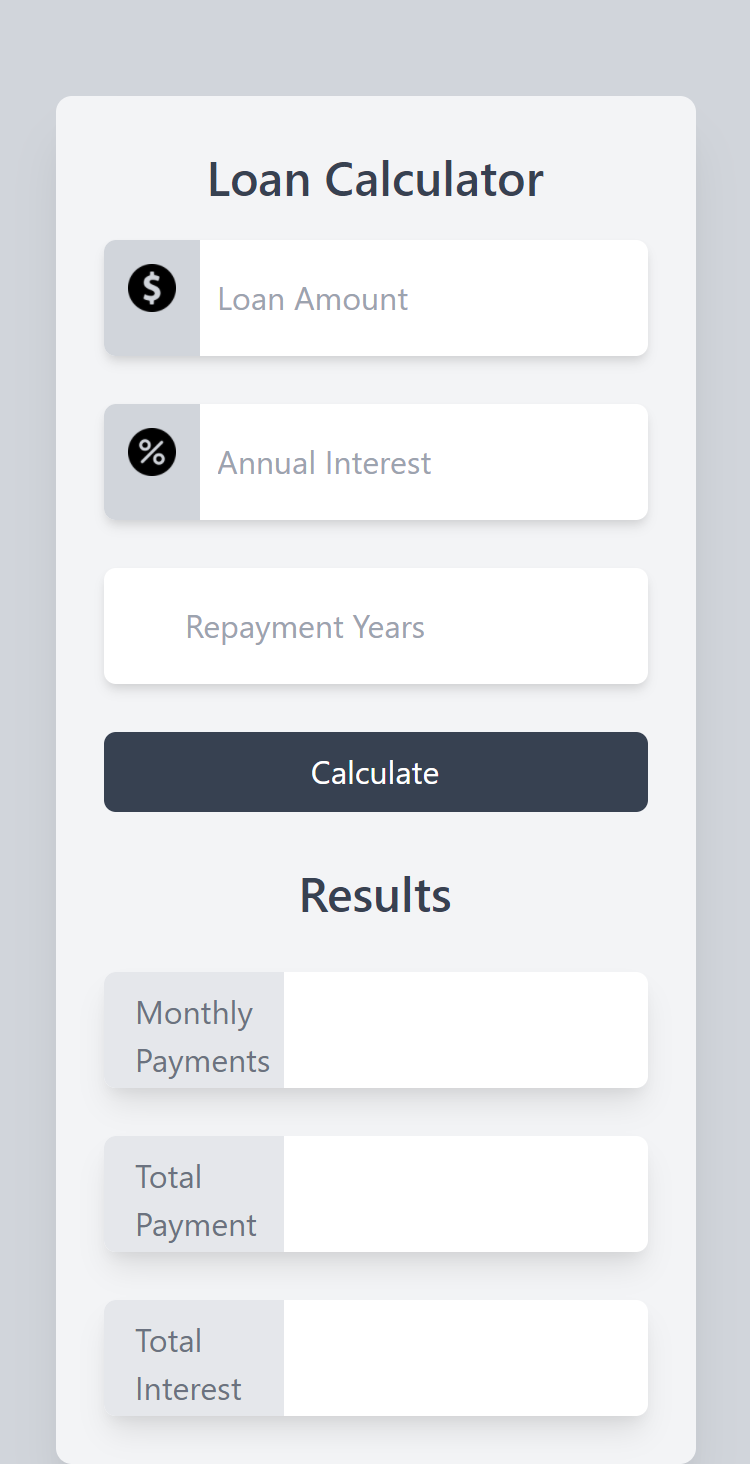 Loan Calculator
$
Loan Amount
%
Annual Interest
Repayment Years
Calculate
Results
Monthly
Payments
Total
Payment
Total
Interest